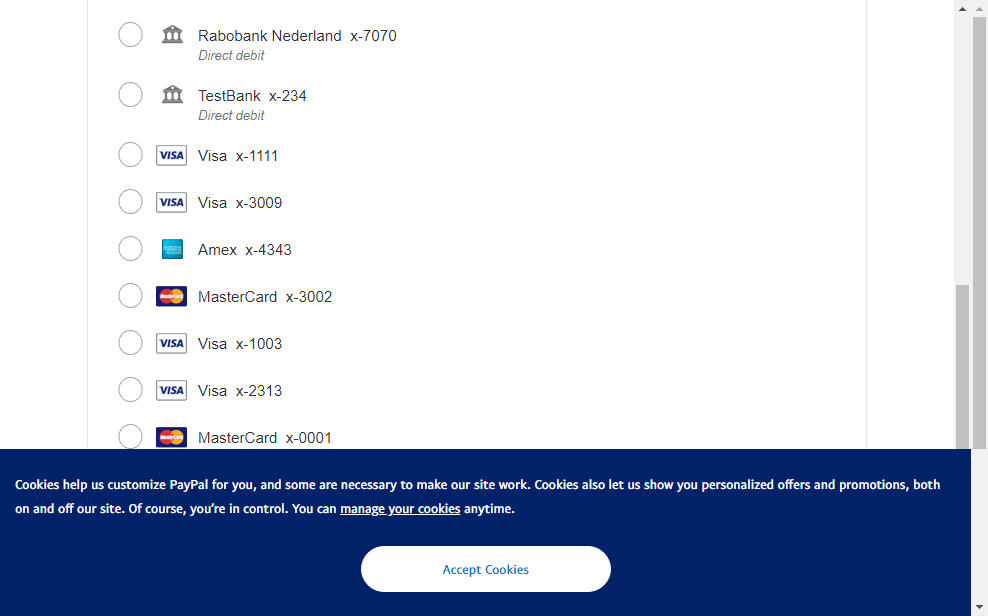 Rabobank Nederland x-7070
Direct debit
TestBank x-234
Direct debit
VISA Visa x-1111
VISA Visa x-3009
Amex x-4343
MasterCard MasterCard x-3002
VISA Visa x-1003
VISA Visa x-2313
MasterCard MasterCard x-0001
Cookies help us customize PayPal for you, and some are necessary to make our site work. Cookies also let us show you personalized offers and promotions, both
on and off our site. Of course, you’re in control. You can manage your cookies anytime.
Accept Cookies